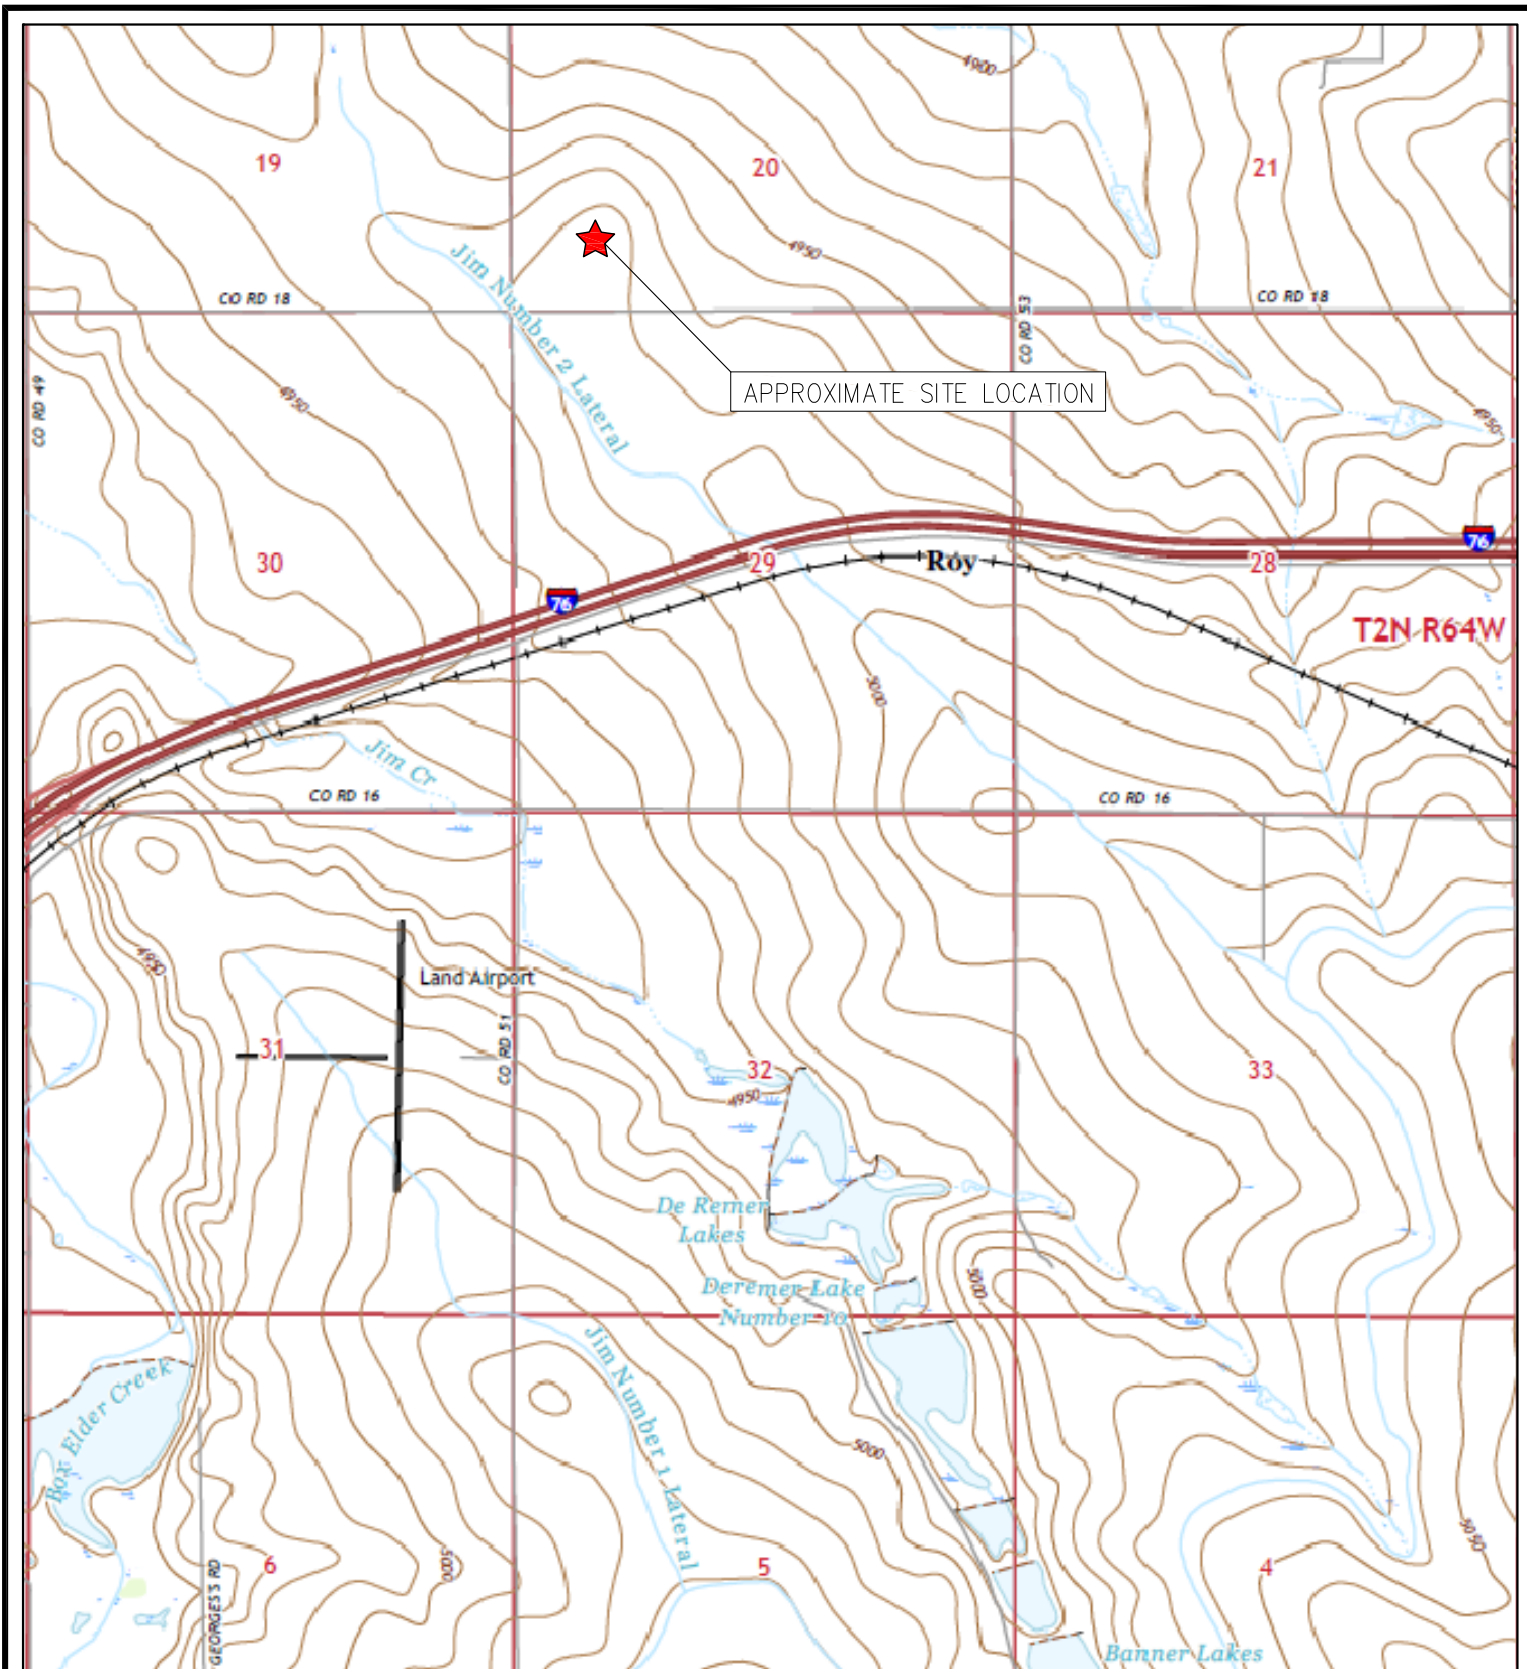 4900
19
20
21
Jim Number 2 Lateral
4950
CO RD 18
CO RD 53
CO RD 18
CO RD 49
4950
APPROXIMATE SITE LOCATION
4950
76
30
29
Roy
28
76
T2N R64W
5000
Jim Cr
CO RD 16
CO RD 16
4950
Land Airport
31
CO RD 51
32
33
4950
De Remer
Lakes
Deremer Lake
Number 10
5000
Jim Number 1 Lateral
Box Elder Creek
5000
5050
6
5005
5
4
GEORGES'S RD
Banner Lakes